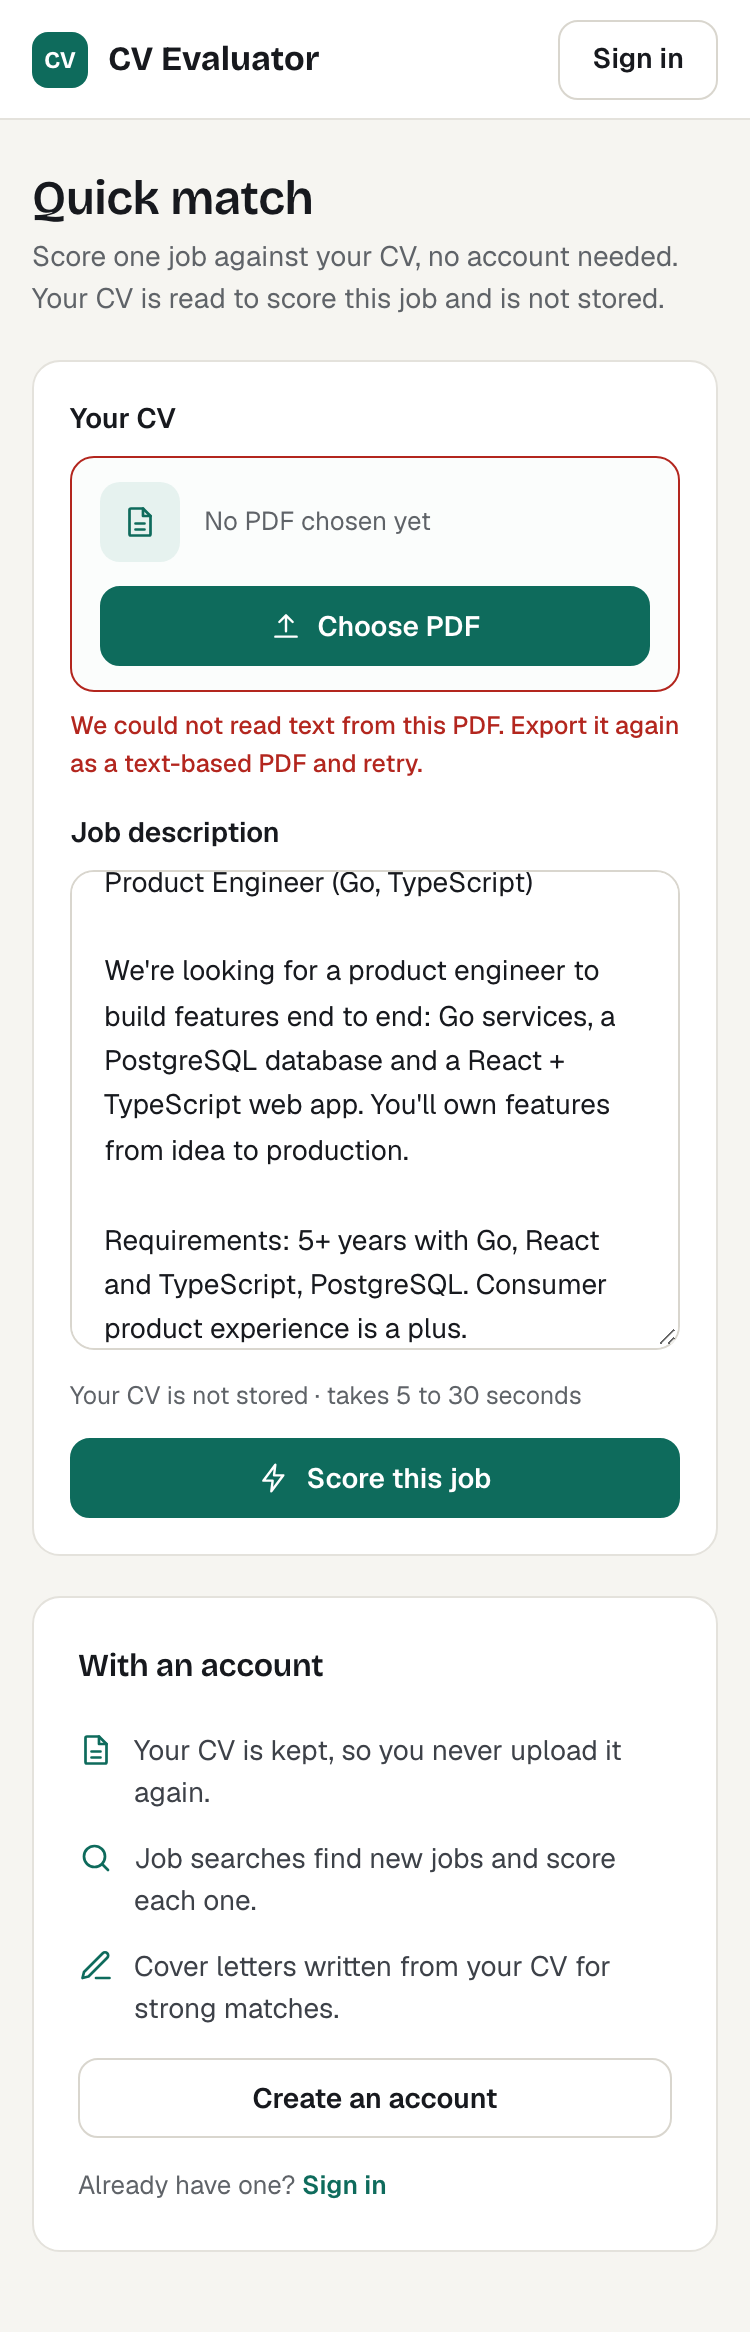 CV
CV Evaluator
Sign in
Quick match
Score one job against your CV, no account needed.
Your CV is read to score this job and is not stored.
Your CV
No PDF chosen yet
Choose PDF
We could not read text from this PDF. Export it again
as a text-based PDF and retry.
Job description
Product Engineer (Go, TypeScript)
We're looking for a product engineer to
build features end to end: Go services, a
PostgreSQL database and a React +
TypeScript web app. You'll own features
from idea to production.
Requirements: 5+ years with Go, React
and TypeScript, PostgreSQL. Consumer
product experience is a plus.
Your CV is not stored · takes 5 to 30 seconds
Score this job
With an account
Your CV is kept, so you never upload it
again.
Job searches find new jobs and score
each one.
Cover letters written from your CV for
strong matches.
Create an account
Already have one? Sign in